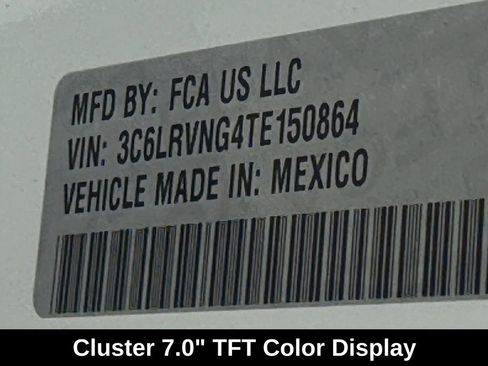 MFD BY: FCA US LLC
VIN: 3C6LRVNG4TE150864
VEHICLE MADE IN: MEXICO
Cluster 7.0" TFT Color Display